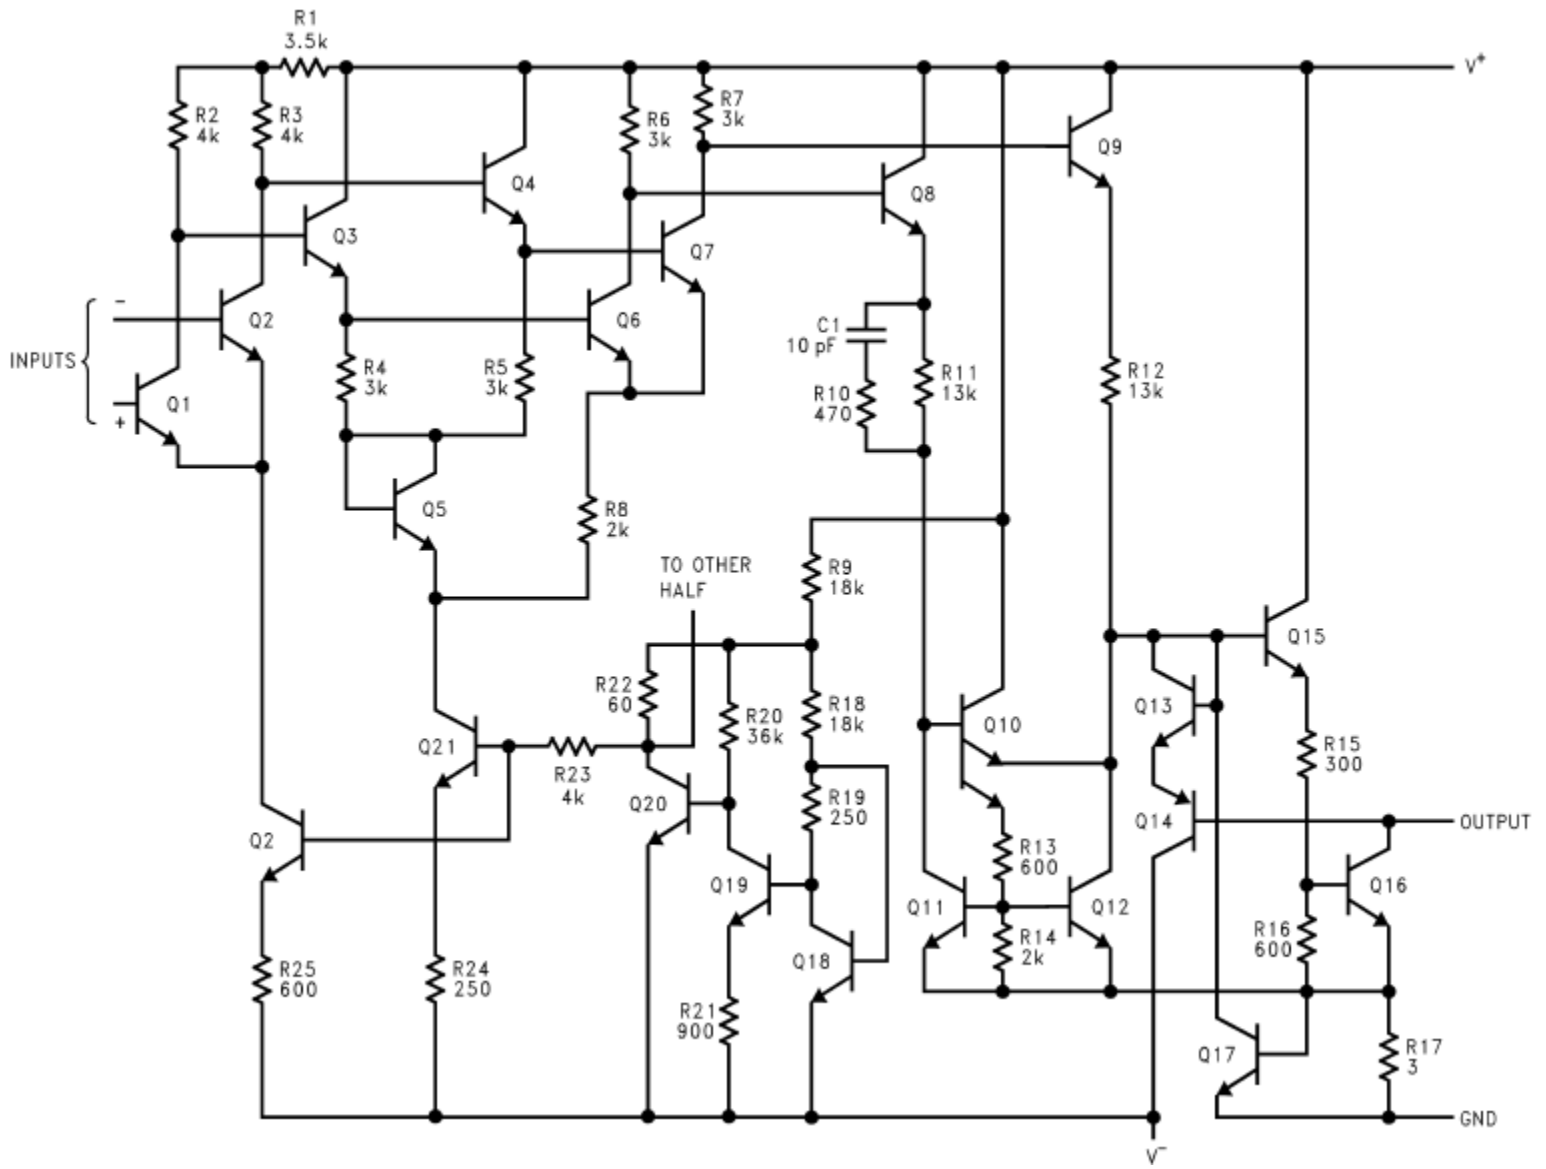 R1
3.5k
V+
R2
4k
R3
4k
R6
3k
R7
3k
Q9
Q4
Q8
Q3
Q7
−
Q2
Q6
C1
10 pF
INPUTS
R4
3k
R5
3k
R11
13k
R12
13k
Q1
+
R10
470
Q5
R8
2k
TO OTHER
HALF
R9
18k
Q15
R22
60
R20
36k
R18
18k
Q10
Q13
Q21
R23
4k
R15
300
Q20
R19
250
Q14
OUTPUT
Q2
R13
600
Q19
Q11
Q12
Q16
R14
2k
R16
600
R25
600
R24
250
Q18
R21
900
Q17
R17
3
GND
V−